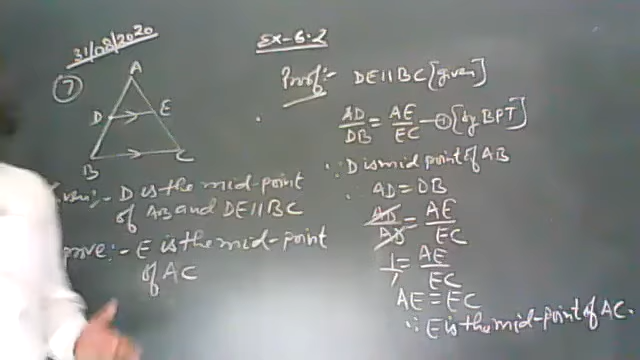 31/08/2020
Ex-6.2
7
A
D
E
B
C
Given:- D is the mid-point
of AB and DE||BC
prove:- E is the mid-point
of AC
Proof:- DE||BC [given]
AD/DB = AE/EC -① [by BPT]
∵ D is mid point of AB
∴ AD = DB
AD/AD = AE/EC
1/1 = AE/EC
AE = EC
∵ E is the mid-point of AC.